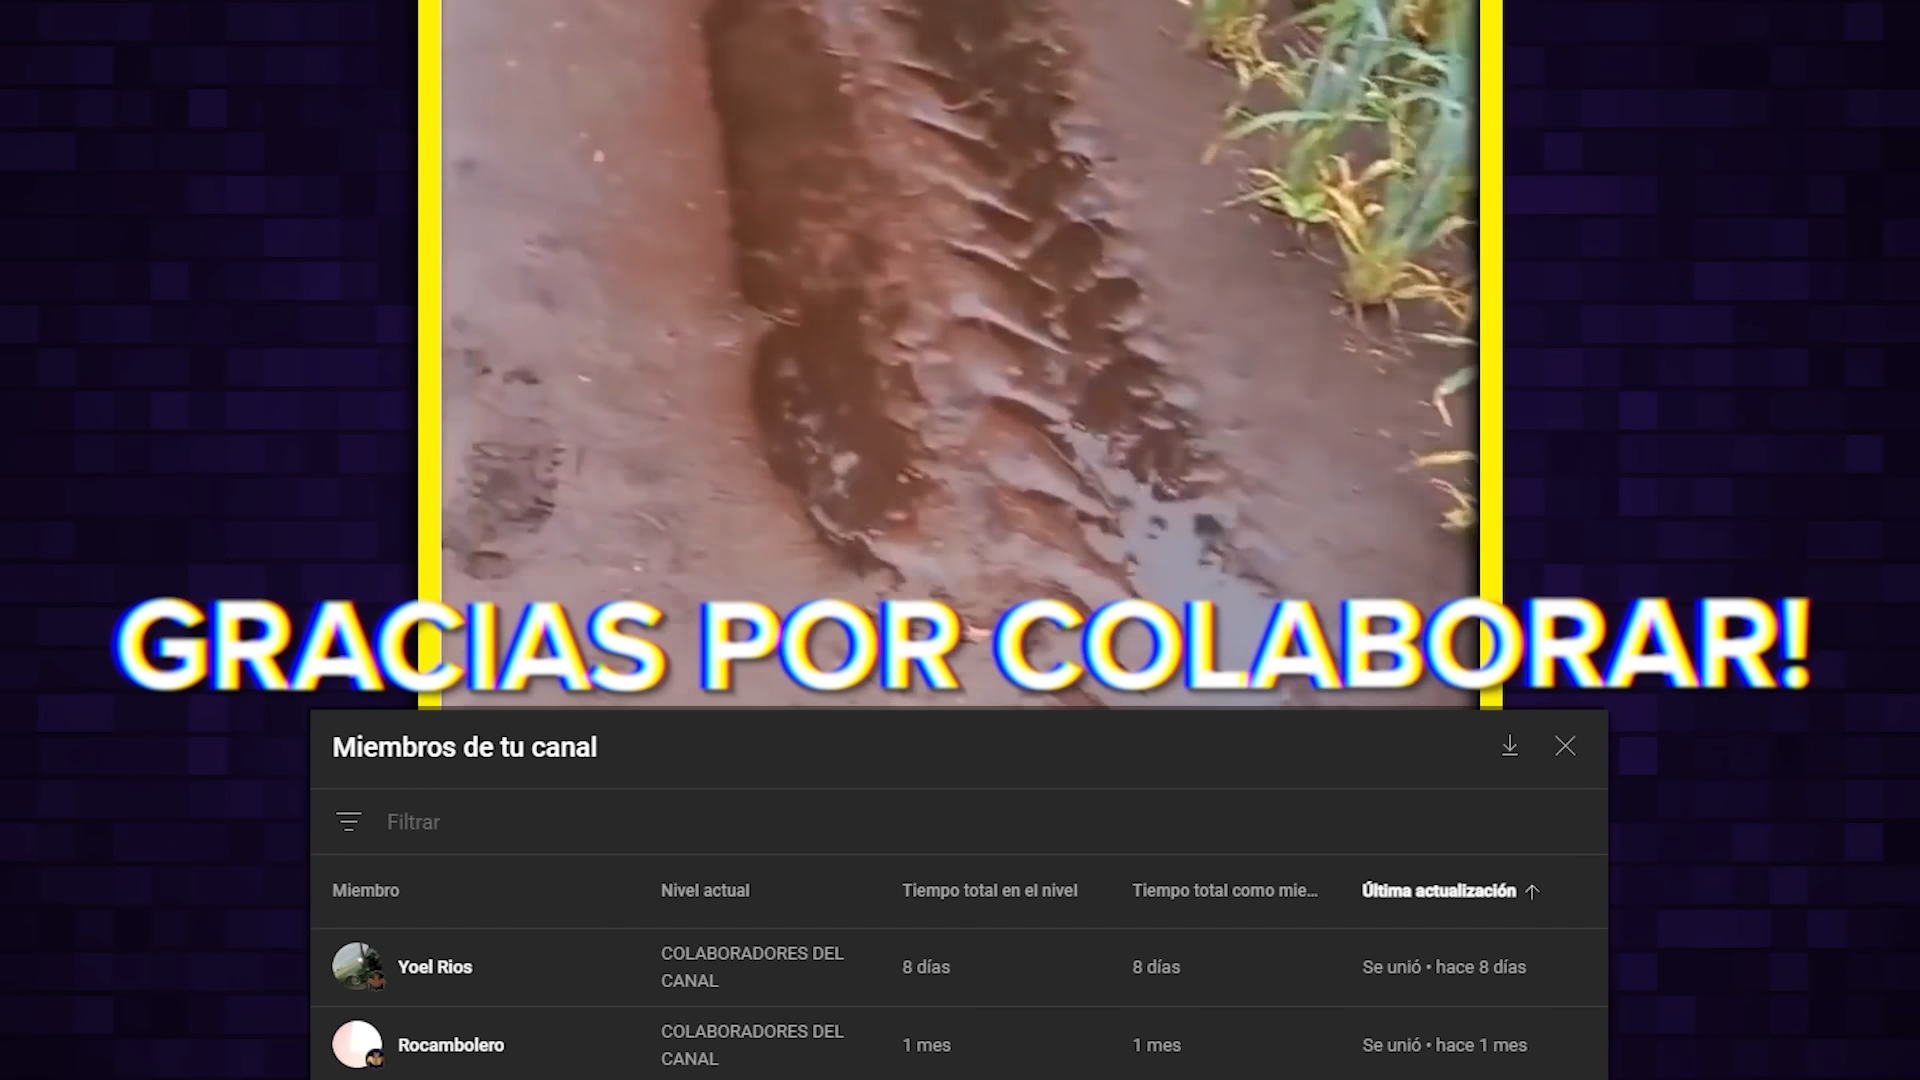 GRACIAS POR COLABORAR!
Miembros de tu canal
Filtrar
Miembro Nivel actual Tiempo total en el nivel Tiempo total como mie... Última actualización
Yoel Rios COLABORADORES DEL CANAL 8 días 8 días Se unió • hace 8 días
Rocambolero COLABORADORES DEL CANAL 1 mes 1 mes Se unió • hace 1 mes